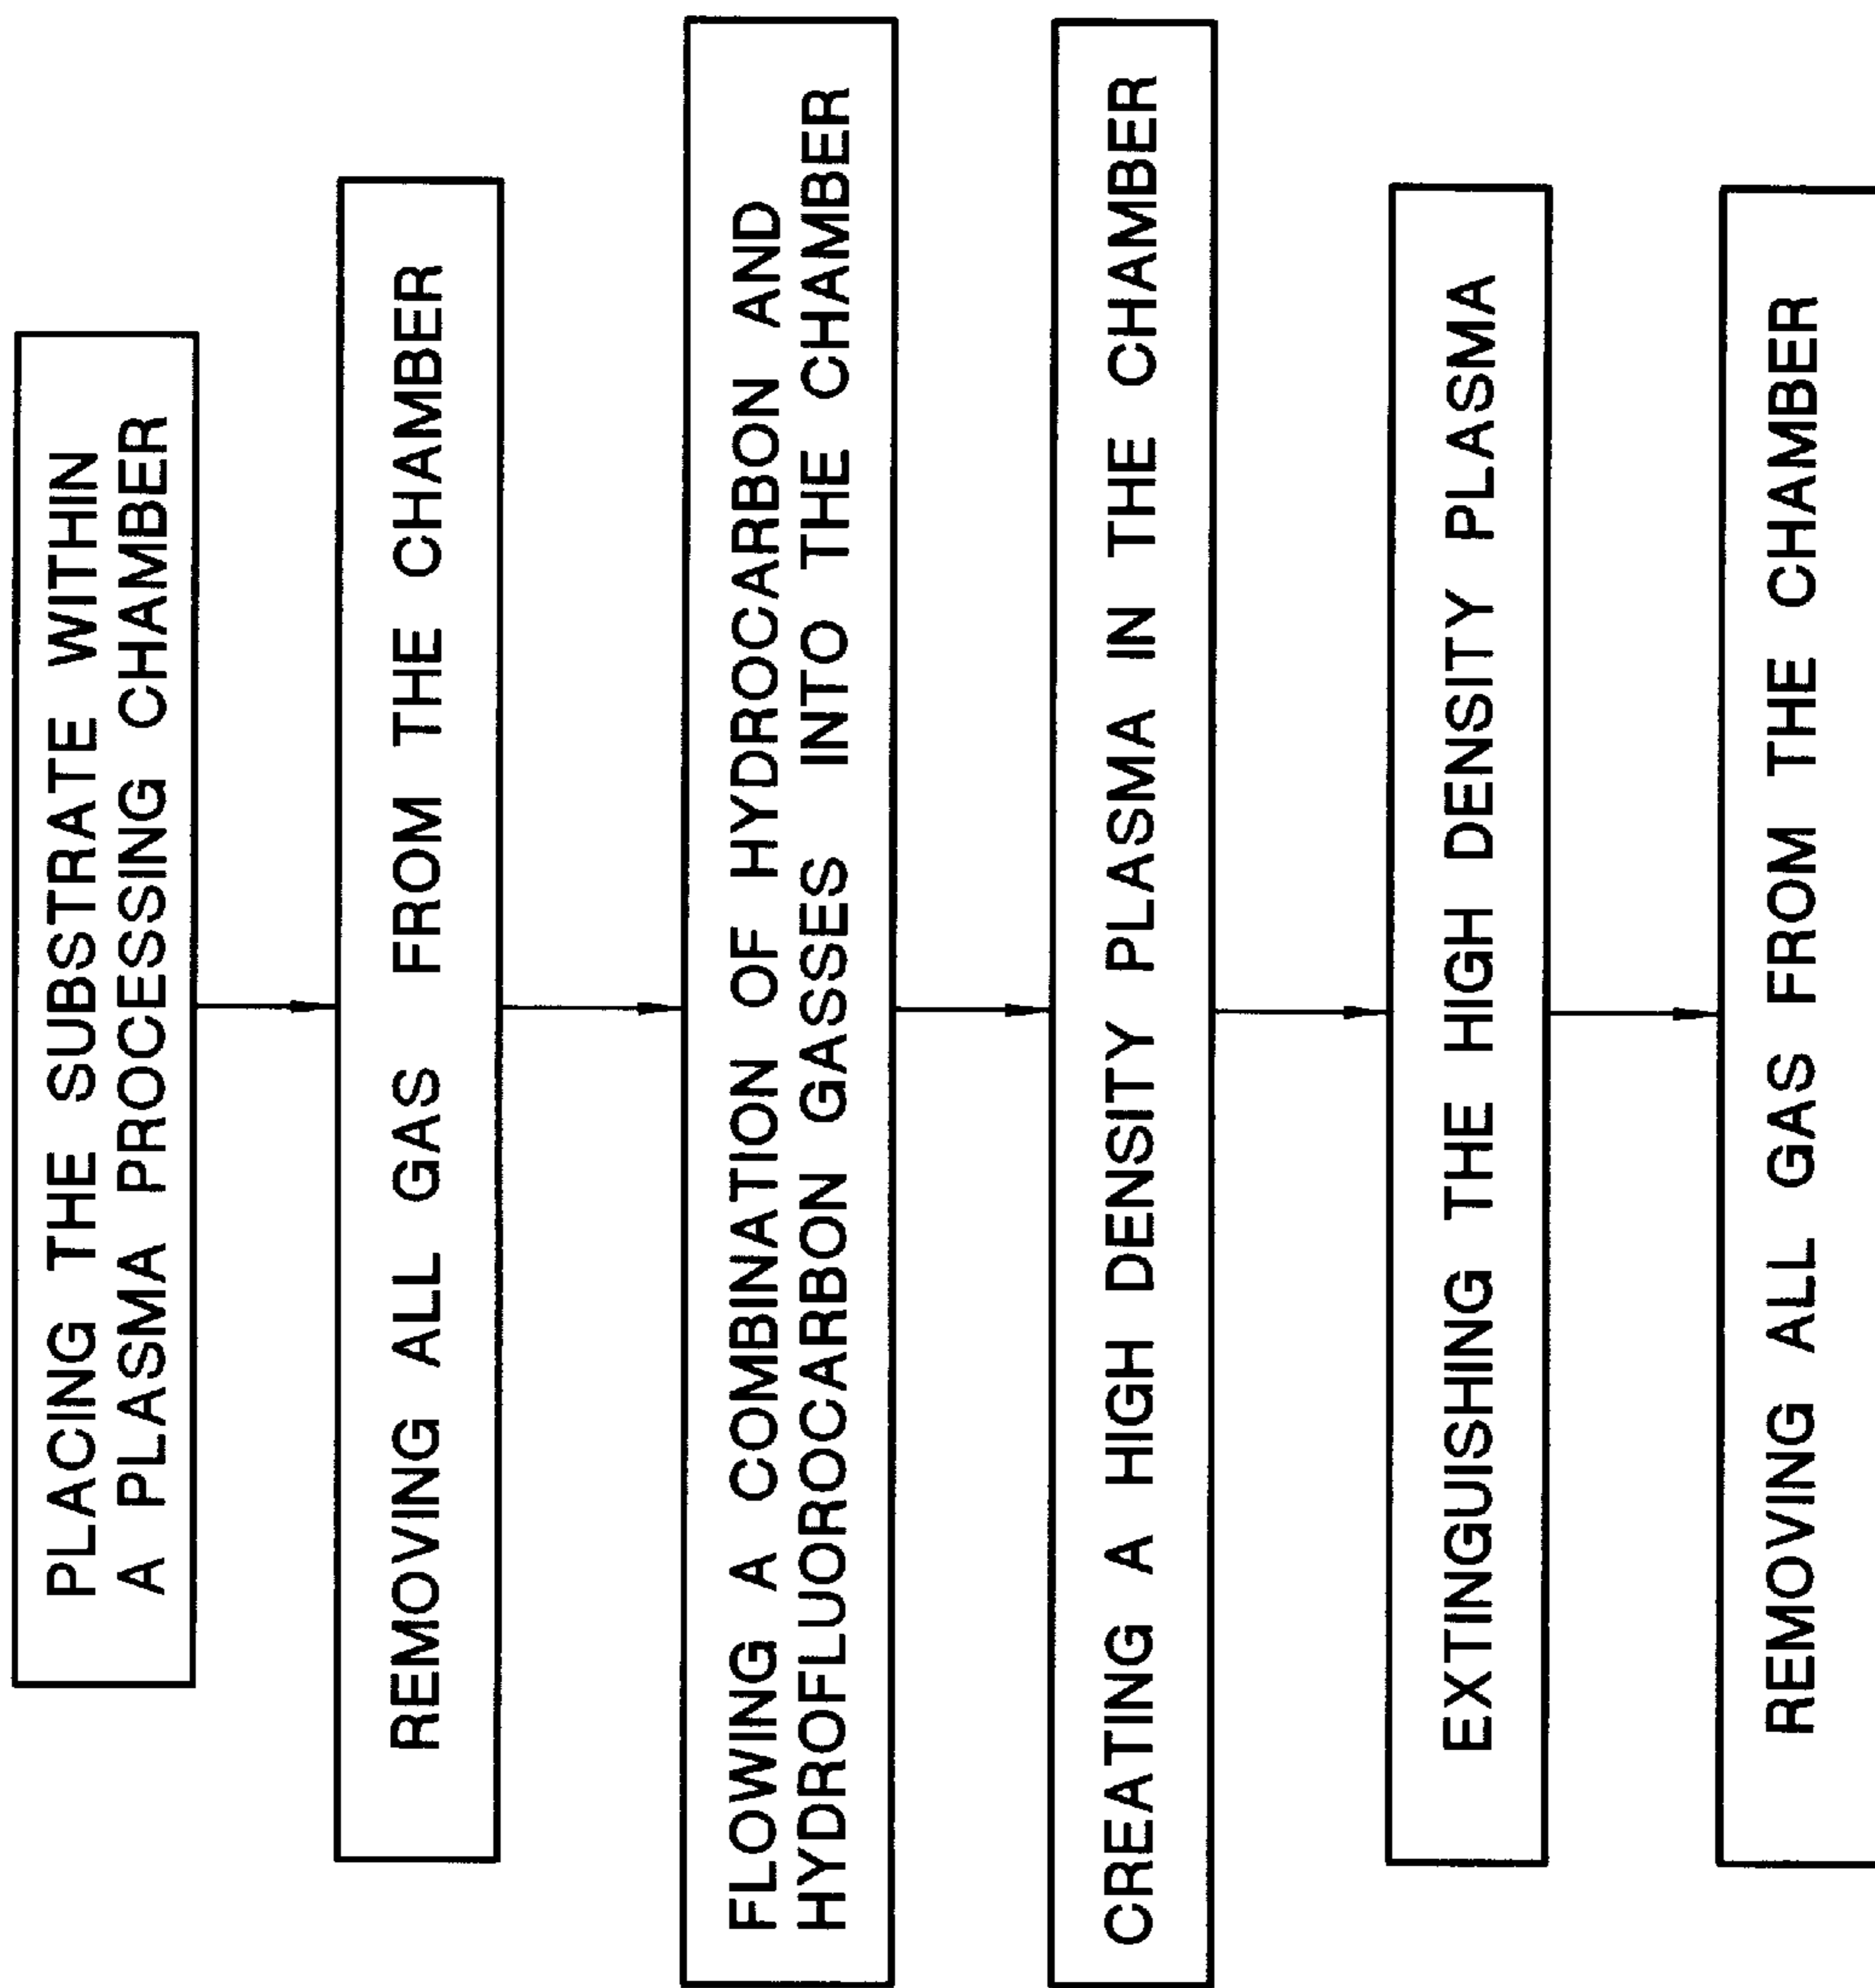 PLACING THE SUBSTRATE WITHIN
A PLASMA PROCESSING CHAMBER
REMOVING ALL GAS FROM THE CHAMBER
FLOWING A COMBINATION OF HYDROCARBON AND
HYDROFLUOROCARBON GASSES INTO THE CHAMBER
CREATING A HIGH DENSITY PLASMA IN THE CHAMBER
EXTINGUISHING THE HIGH DENSITY PLASMA
REMOVING ALL GAS FROM THE CHAMBER